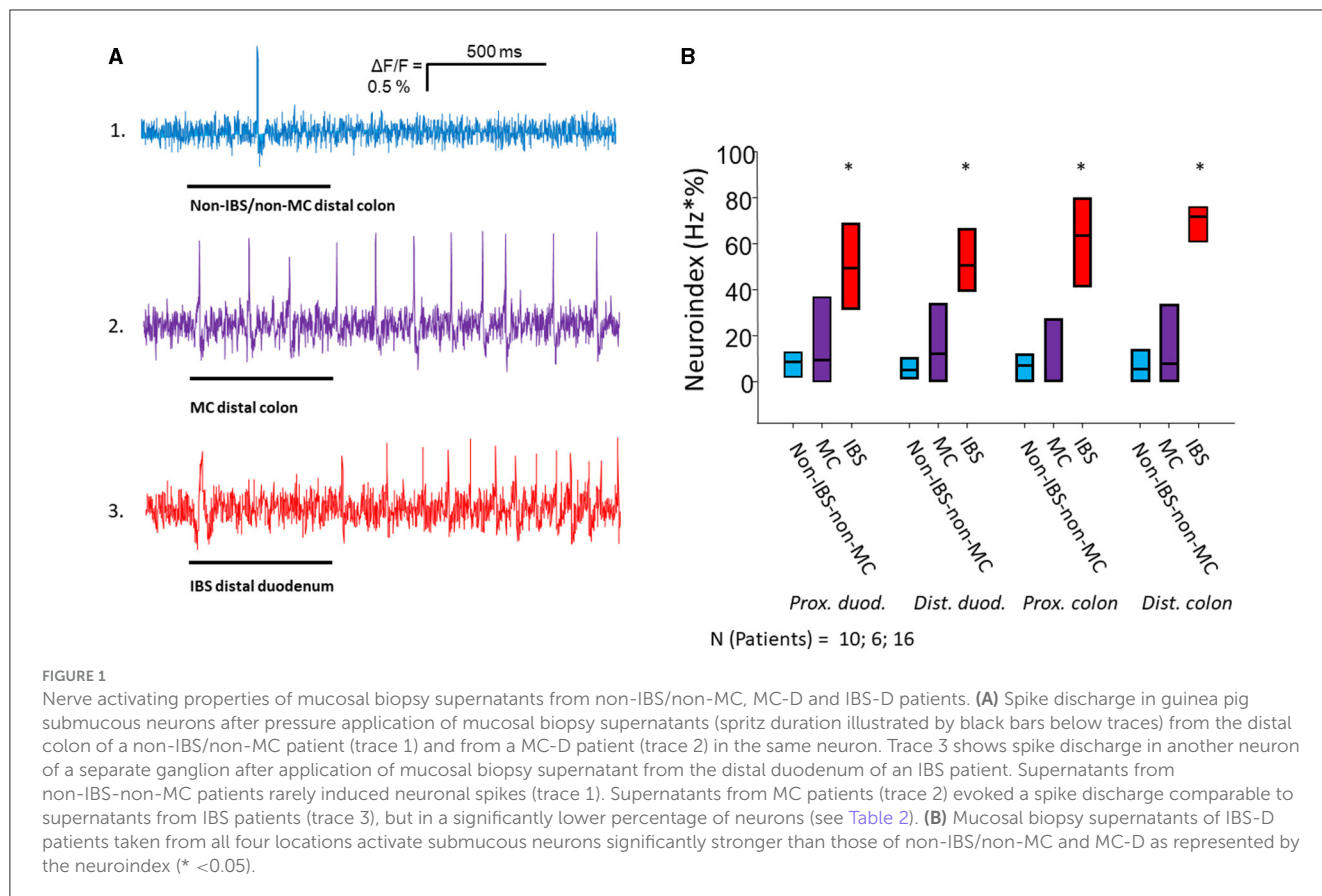 A
500 ms
ΔF/F =
0.5 %
1.
Non-IBS/non-MC distal colon
2.
MC distal colon
3.
IBS distal duodenum
B
Neuroindex (Hz*%)
100
80
60
40
20
0
* * * *
Non-IBS-non-MC
MC
IBS
Non-IBS-non-MC
MC
IBS
Non-IBS-non-MC
MC
IBS
Non-IBS-non-MC
MC
IBS
Prox. duod. Dist. duod. Prox. colon Dist. colon
N (Patients) = 10; 6; 16
FIGURE 1
Nerve activating properties of mucosal biopsy supernatants from non-IBS/non-MC, MC-D and IBS-D patients. (A) Spike discharge in guinea pig
submucous neurons after pressure application of mucosal biopsy supernatants (spritz duration illustrated by black bars below traces) from the distal
colon of a non-IBS/non-MC patient (trace 1) and from a MC-D patient (trace 2) in the same neuron. Trace 3 shows spike discharge in another neuron
of a separate ganglion after application of mucosal biopsy supernatant from the distal duodenum of an IBS patient. Supernatants from
non-IBS-non-MC patients rarely induced neuronal spikes (trace 1). Supernatants from MC patients (trace 2) evoked a spike discharge comparable to
supernatants from IBS patients (trace 3), but in a significantly lower percentage of neurons (see Table 2). (B) Mucosal biopsy supernatants of IBS-D
patients taken from all four locations activate submucous neurons significantly stronger than those of non-IBS/non-MC and MC-D as represented by
the neuroindex (* <0.05).